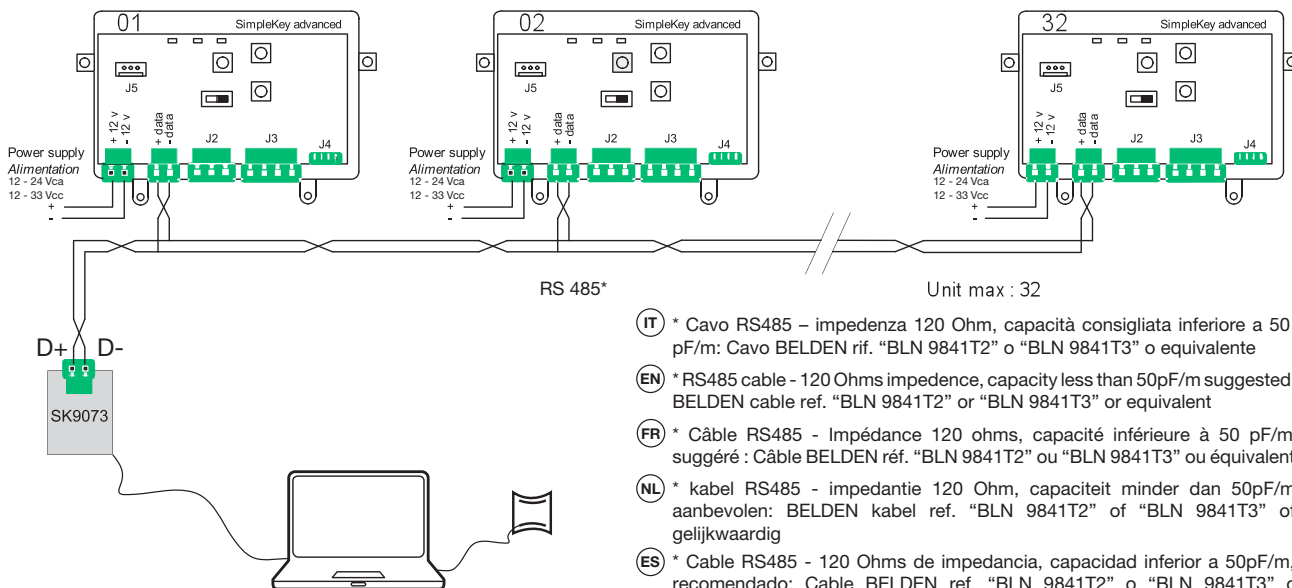 01
SimpleKey advanced
J5
+ 12 v
- 12 v
+ data
- data
J2
J3
J4
Power supply
Alimentation
12 - 24 Vca
12 - 33 Vcc
+
-
02
SimpleKey advanced
J5
+ 12 v
- 12 v
+ data
- data
J2
J3
J4
Power supply
Alimentation
12 - 24 Vca
12 - 33 Vcc
+
-
32
SimpleKey advanced
J5
+ 12 v
- 12 v
+ data
- data
J2
J3
J4
Power supply
Alimentation
12 - 24 Vca
12 - 33 Vcc
+
-
RS 485*
Unit max : 32
D+ D-
SK9073
IT * Cavo RS485 – impedenza 120 Ohm, capacità consigliata inferiore a 50
pF/m: Cavo BELDEN rif. “BLN 9841T2” o “BLN 9841T3” o equivalente
EN * RS485 cable - 120 Ohms impedence, capacity less than 50pF/m suggested
BELDEN cable ref. “BLN 9841T2” or “BLN 9841T3” or equivalent
FR * Câble RS485 - Impédance 120 ohms, capacité inférieure à 50 pF/m
suggéré : Câble BELDEN réf. “BLN 9841T2” ou “BLN 9841T3” ou équivalent
NL * kabel RS485 - impedantie 120 Ohm, capaciteit minder dan 50pF/m
aanbevolen: BELDEN kabel ref. “BLN 9841T2” of “BLN 9841T3” of
gelijkwaardig
ES * Cable RS485 - 120 Ohms de impedancia, capacidad inferior a 50pF/m,
recomendado: Cable BELDEN ref. “BLN 9841T2” o “BLN 9841T3” o